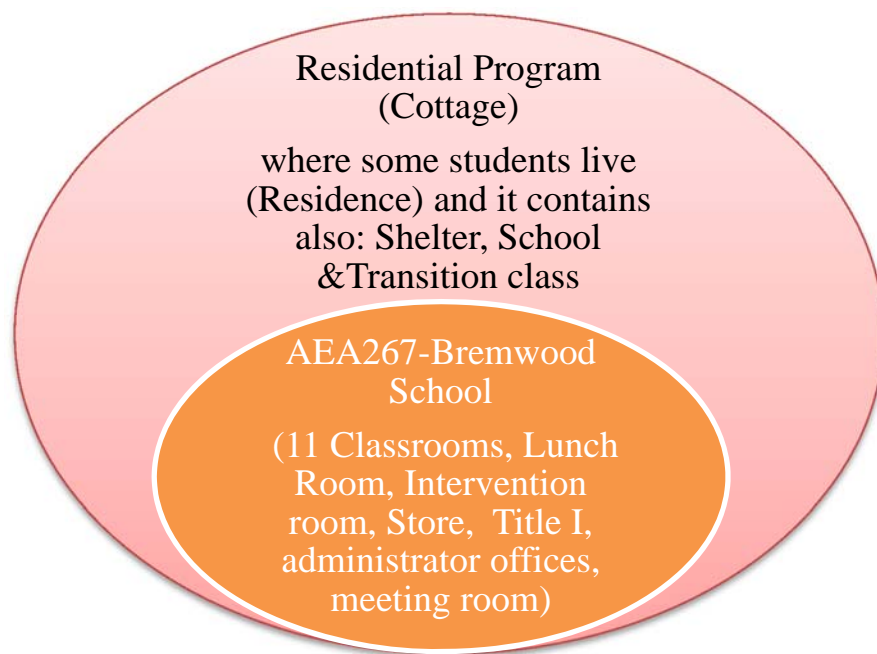 Residential Program
(Cottage)
where some students live
(Residence) and it contains
also: Shelter, School
&Transition class
AEA267-Bremwood
School
(11 Classrooms, Lunch
Room, Intervention
room, Store, Title I,
administrator offices,
meeting room)